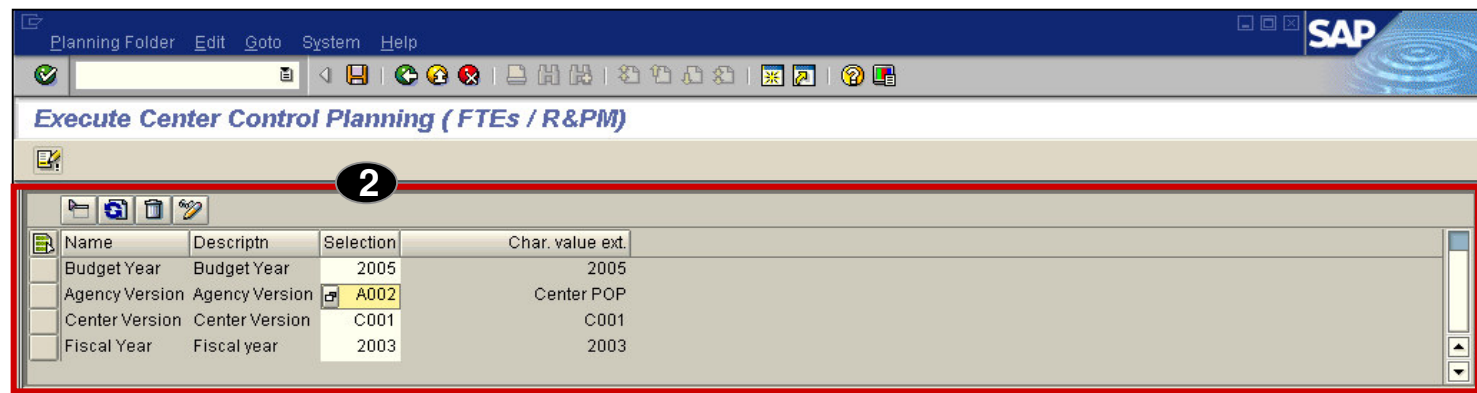 Planning Folder Edit Goto System Help
SAP
Execute Center Control Planning ( FTEs / R&PM)
2
Name Descriptn Selection Char. value ext.
Budget Year Budget Year 2005 2005
Agency Version Agency Version A002 Center POP
Center Version Center Version C001 C001
Fiscal Year Fiscal year 2003 2003